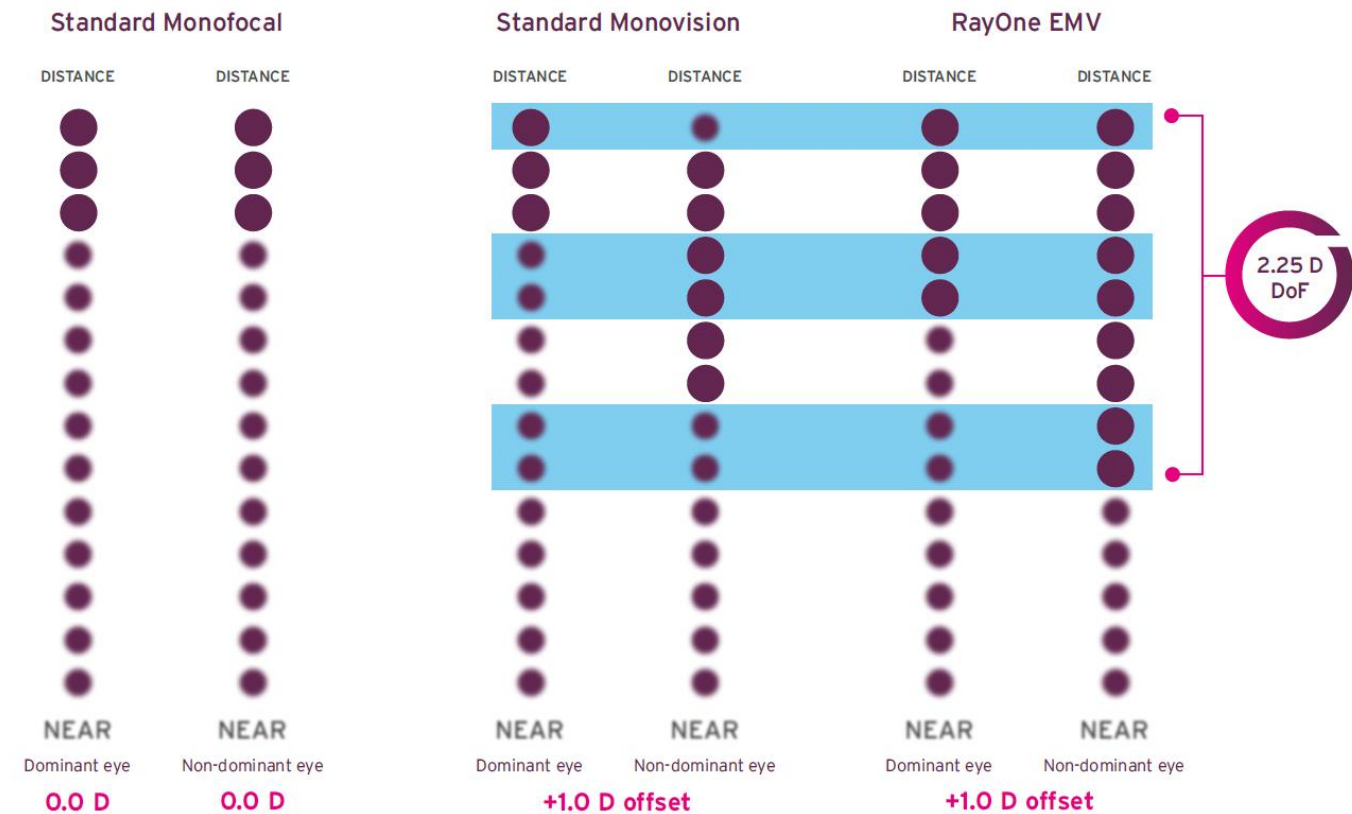 Standard Monofocal
Standard Monovision
RayOne EMV
DISTANCE
DISTANCE
DISTANCE
DISTANCE
DISTANCE
DISTANCE
2.25 D
DoF
NEAR
NEAR
NEAR
NEAR
NEAR
NEAR
Dominant eye
Non-dominant eye
Dominant eye
Non-dominant eye
Dominant eye
Non-dominant eye
0.0 D
0.0 D
+1.0 D offset
+1.0 D offset